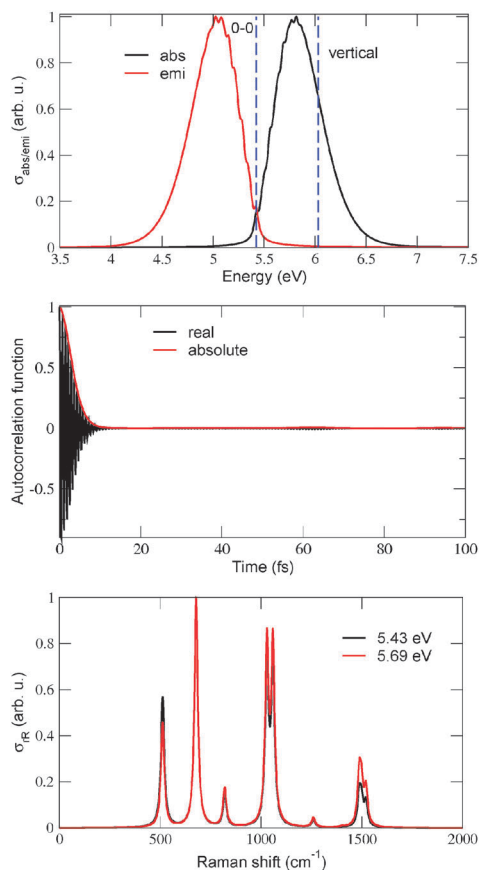 1
0.8
0.6
0.4
0.2
0
σabs/emi (arb. u.)
abs
emi
0-0
vertical
3.5 4 4.5 5 5.5 6 6.5 7 7.5
Energy (eV)
1
0.5
0
-0.5
Autocorrelation function
real
absolute
0 20 40 60 80 100
Time (fs)
1
0.8
0.6
0.4
0.2
0
σrR (arb. u.)
5.43 eV
5.69 eV
0 500 1000 1500 2000
Raman shift (cm⁻¹)